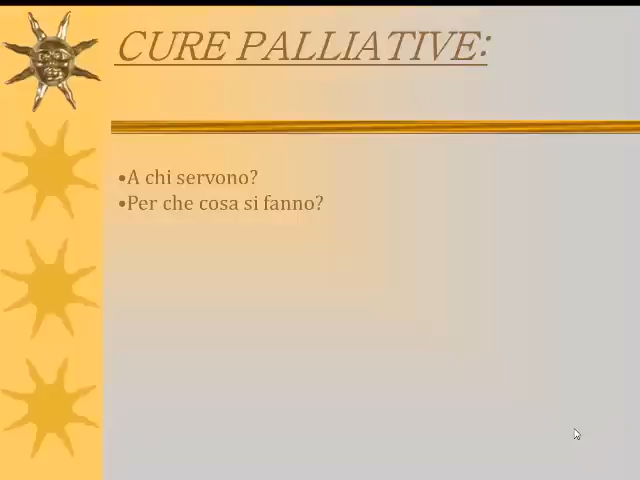 CURE PALLIATIVE:
•A chi servono?
•Per che cosa si fanno?